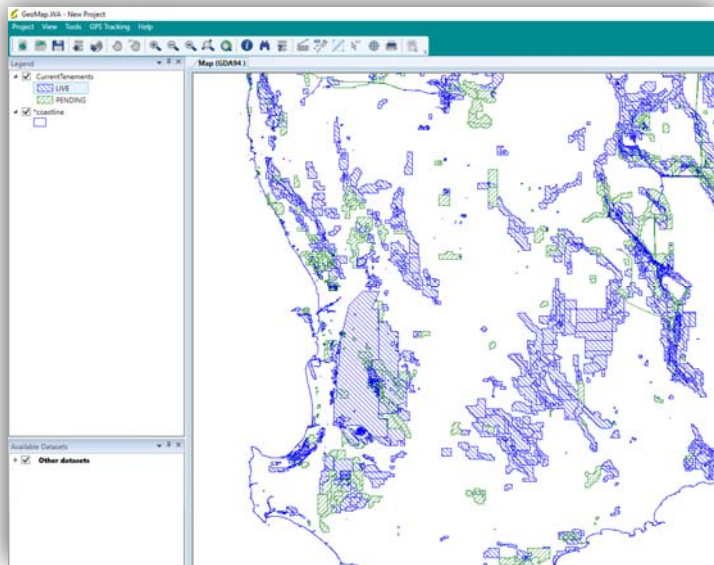 GeoMap.WA - New Project
Project View Tools GPS Tracking Help
Legend
Map (GDA94 )
CurrentTenements
LIVE
PENDING
*coastline
Available Datasets
Other datasets